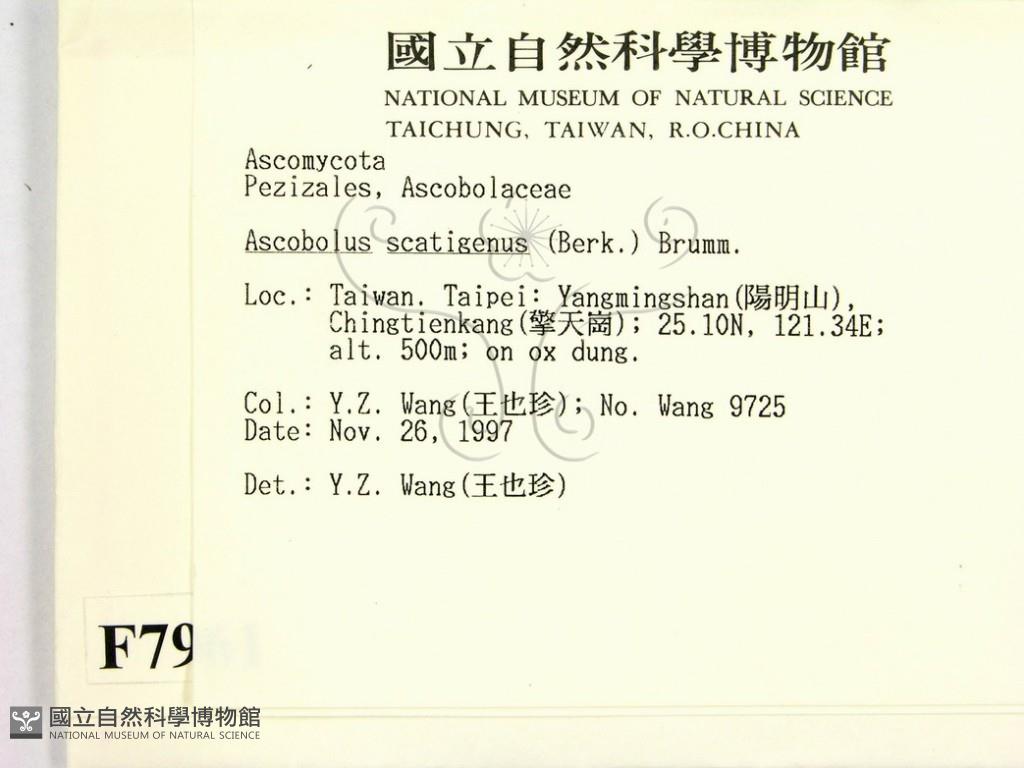 國立自然科學博物館
NATIONAL MUSEUM OF NATURAL SCIENCE
TAICHUNG, TAIWAN, R.O.CHINA
Ascomycota
Pezizales, Ascobolaceae
Ascobolus scatigenus (Berk.) Brumm.
Loc.: Taiwan. Taipei: Yangmingshan(陽明山),
Chingtienkang(擎天崗); 25.10N, 121.34E;
alt. 500m; on ox dung.
Col.: Y.Z. Wang(王也珍); No. Wang 9725
Date: Nov. 26, 1997
Det.: Y.Z. Wang(王也珍)
F79
國立自然科學博物館
NATIONAL MUSEUM OF NATURAL SCIENCE